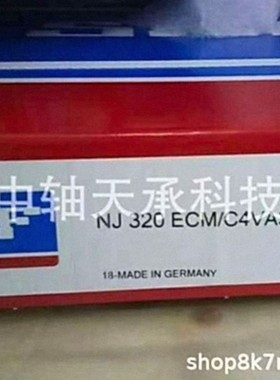 中轴天承科技
NJ 320 ECM/C4VA
18-MADE IN GERMANY
shop8k7